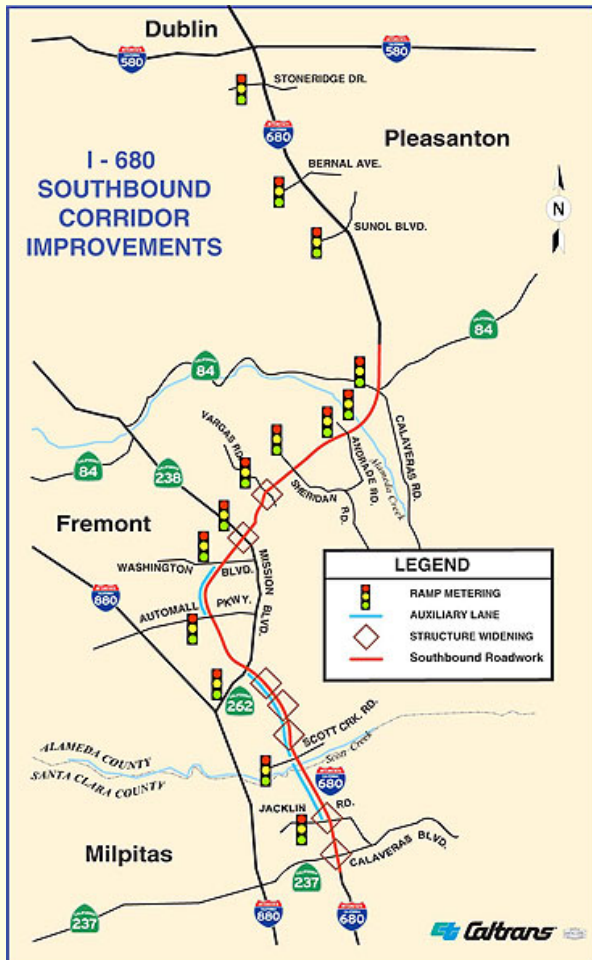 Dublin
CALIFORNIA
580
CALIFORNIA
580
STONERIDGE DR.
680
Pleasanton
I - 680
SOUTHBOUND
CORRIDOR
IMPROVEMENTS
BERNAL AVE.
N
SUNOL BLVD.
84
84
VARGAS RD.
CALAVERAS RD.
ANDRADE RD.
Alameda Creek
84
238
SHERIDAN
RD.
Fremont
WASHINGTON
BLVD.
MISSION BLVD.
880
AUTOMALL
PKWY.
LEGEND
RAMP METERING
AUXILIARY LANE
STRUCTURE WIDENING
Southbound Roadwork
262
SCOTT CRK. RD.
Scott Creek
ALAMEDA COUNTY
SANTA CLARA COUNTY
680
JACKLIN
RD.
Milpitas
CALAVERAS BLVD.
237
237
880
680
Caltrans